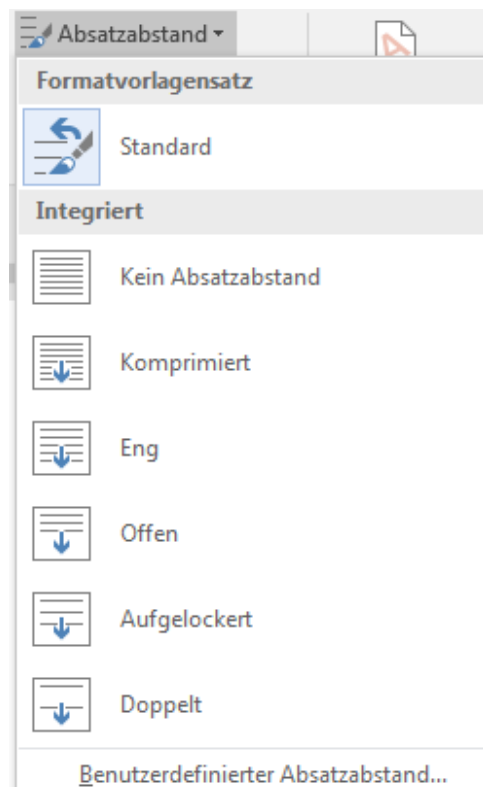 Absatzabstand
Formatvorlagensatz
Standard
Integriert
Kein Absatzabstand
Komprimiert
Eng
Offen
Aufgelockert
Doppelt
Benutzerdefinierter Absatzabstand...